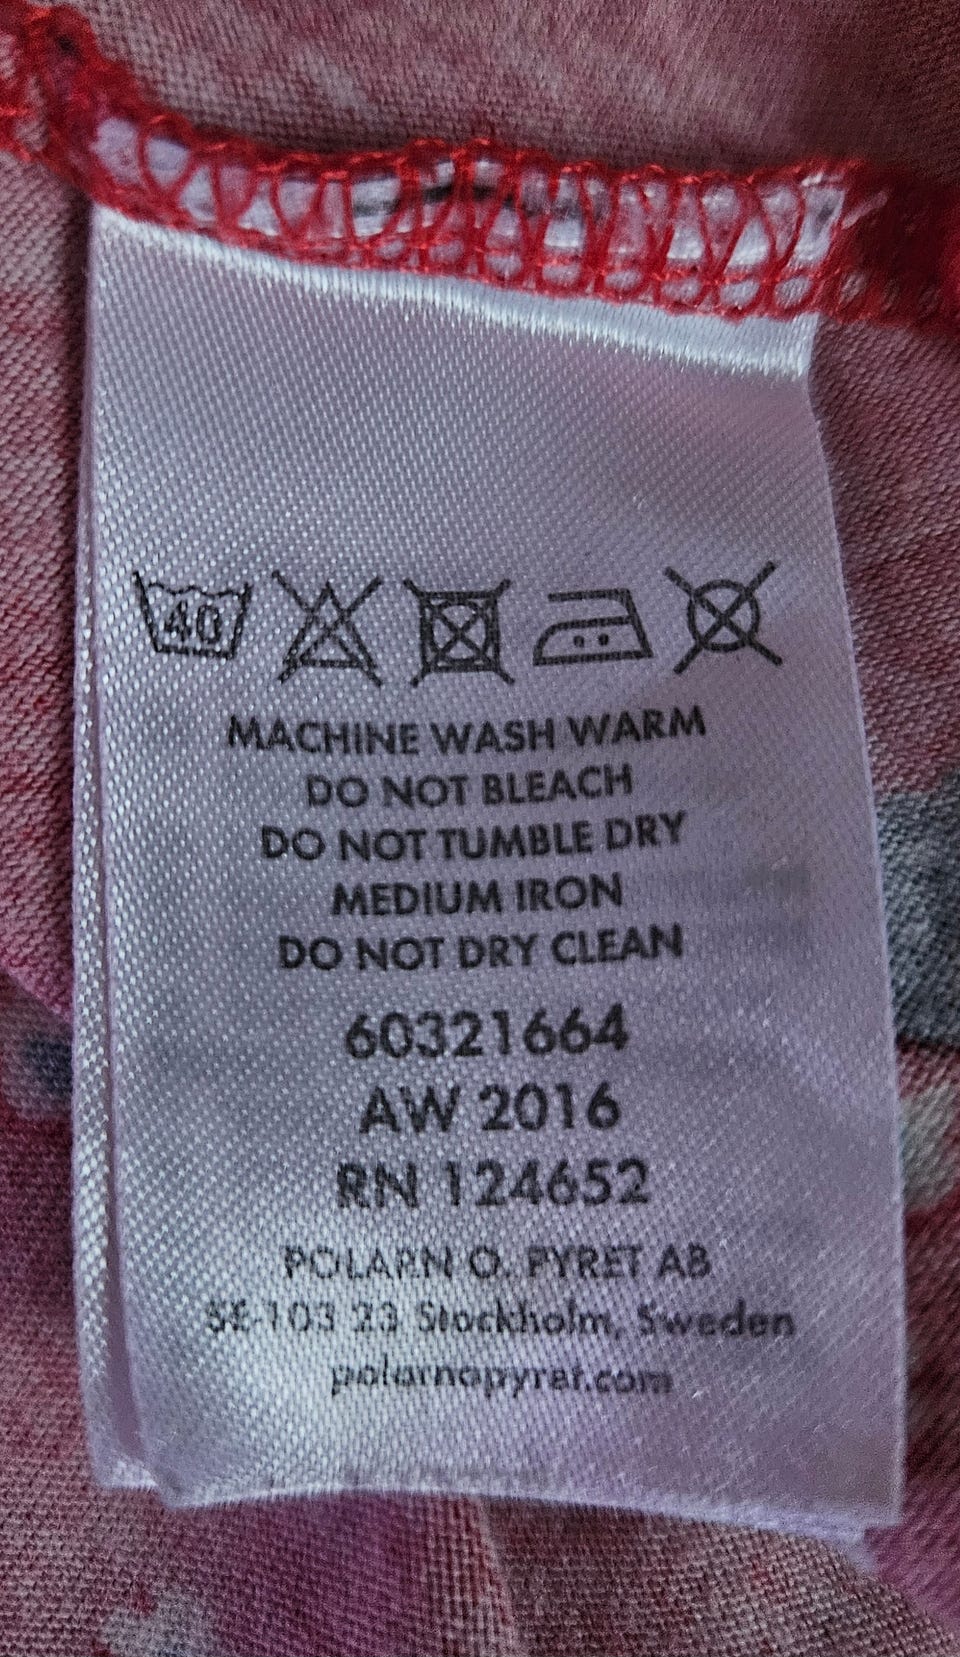 40
MACHINE WASH WARM
DO NOT BLEACH
DO NOT TUMBLE DRY
MEDIUM IRON
DO NOT DRY CLEAN
60321664
AW 2016
RN 124652
POLARN O. PYRET AB
SE-103 23 Stockholm, Sweden
polarnopyret.com